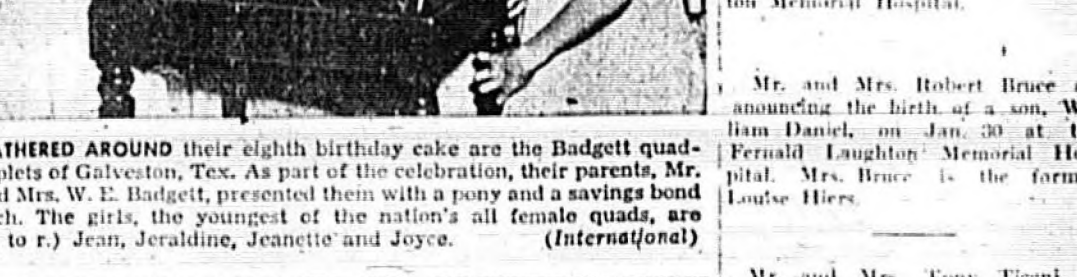 THERED AROUND their eighth birthday cake are the Badgett quad-
plets of Galveston, Tex. As part of the celebration, their parents, Mr.
d Mrs. W. E. Badgett, presented them with a pony and a savings bond
ch. The girls, the youngest of the nation's all female quads, are
to r.) Jean, Jeraldine, Jeanette and Joyce. (International)
ton Memorial Hospital.
Mr. and Mrs. Robert Bruce
anouncing the birth of a son, W
liam Daniel, on Jan. 30 at
Fernald Laughton Memorial Ho
pital. Mrs. Bruce is the form
Louise Hiers.
Mr. and Mrs. Tony